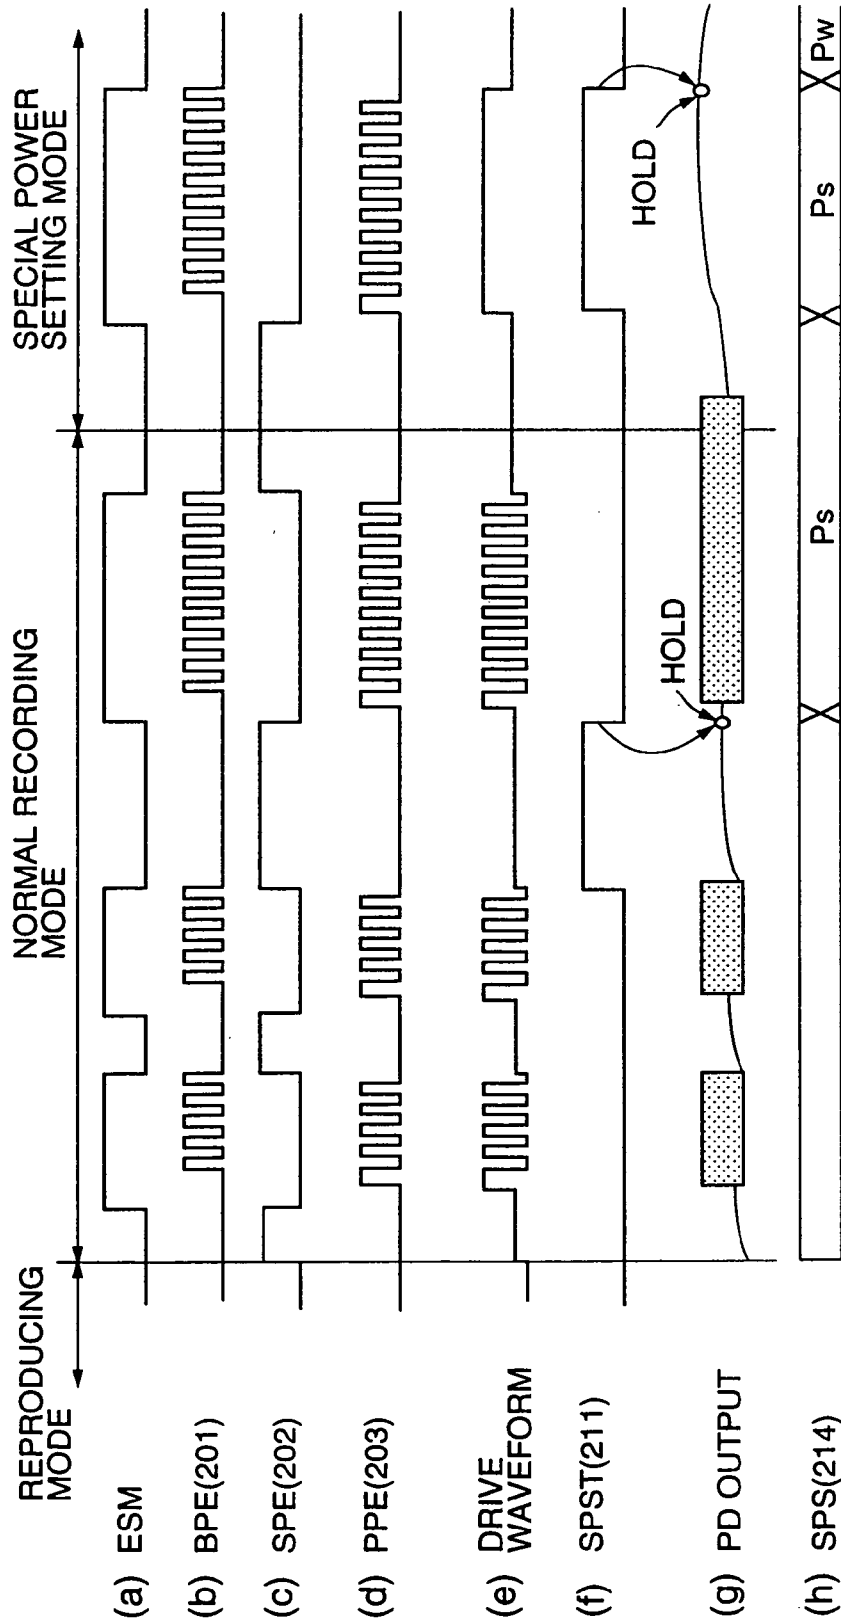 REPRODUCING
MODE
NORMAL RECORDING
MODE
SPECIAL POWER
SETTING MODE
(a) ESM
(b) BPE(201)
(c) SPE(202)
(d) PPE(203)
(e) DRIVE
WAVEFORM
(f) SPST(211)
HOLD
HOLD
(g) PD OUTPUT
(h) SPS(214)
Ps
Ps
Pw